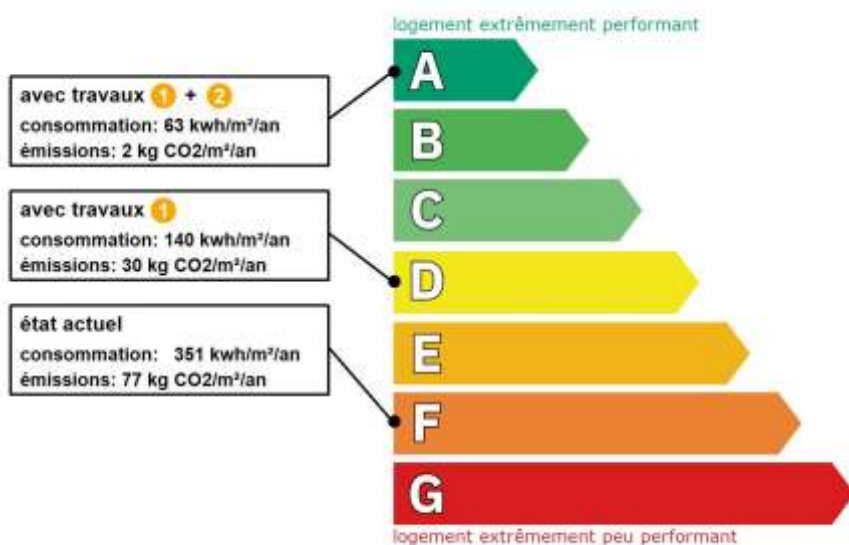 logement extrêmement performant
avec travaux 1 + 2
consommation: 63 kwh/m²/an
émissions: 2 kg CO2/m²/an
avec travaux 1
consommation: 140 kwh/m²/an
émissions: 30 kg CO2/m²/an
état actuel
consommation: 351 kwh/m²/an
émissions: 77 kg CO2/m²/an
A
B
C
D
E
F
G
logement extrêmement peu performant